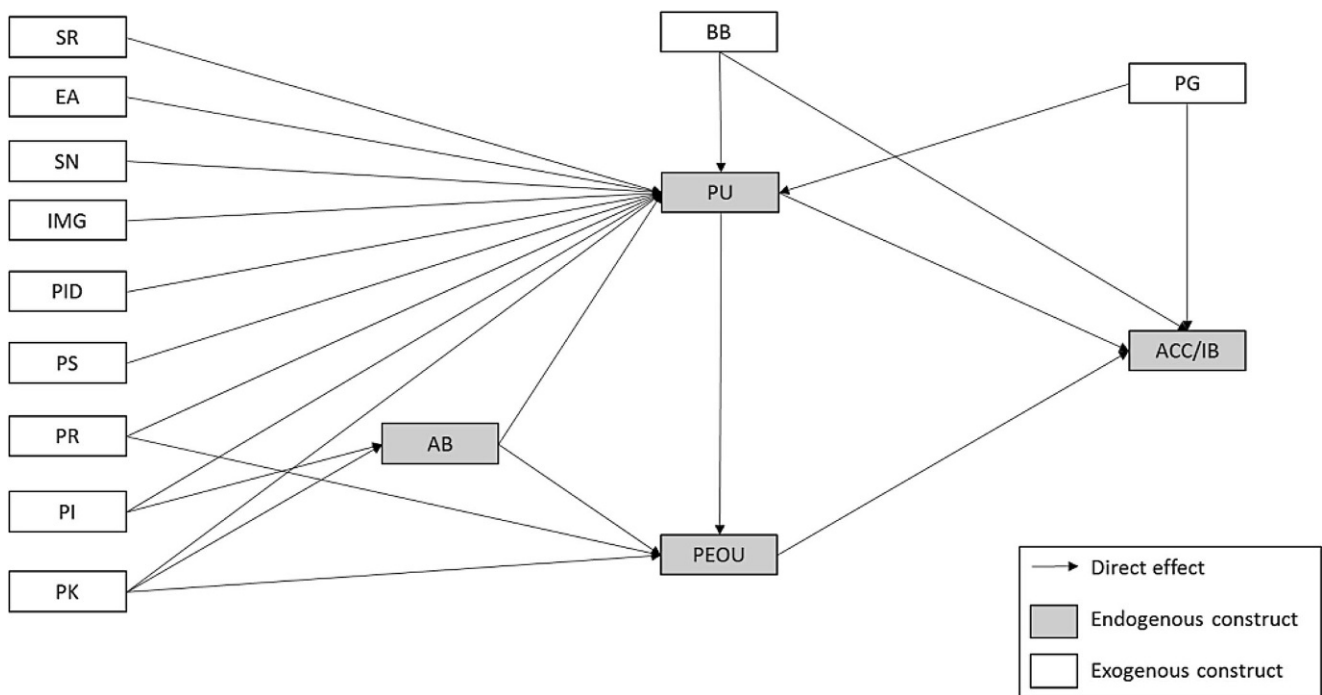 SR
EA
SN
IMG
PID
PS
PR
PI
PK
AB
BB
PU
PEOU
PG
ACC/IB
Direct effect
Endogenous construct
Exogenous construct